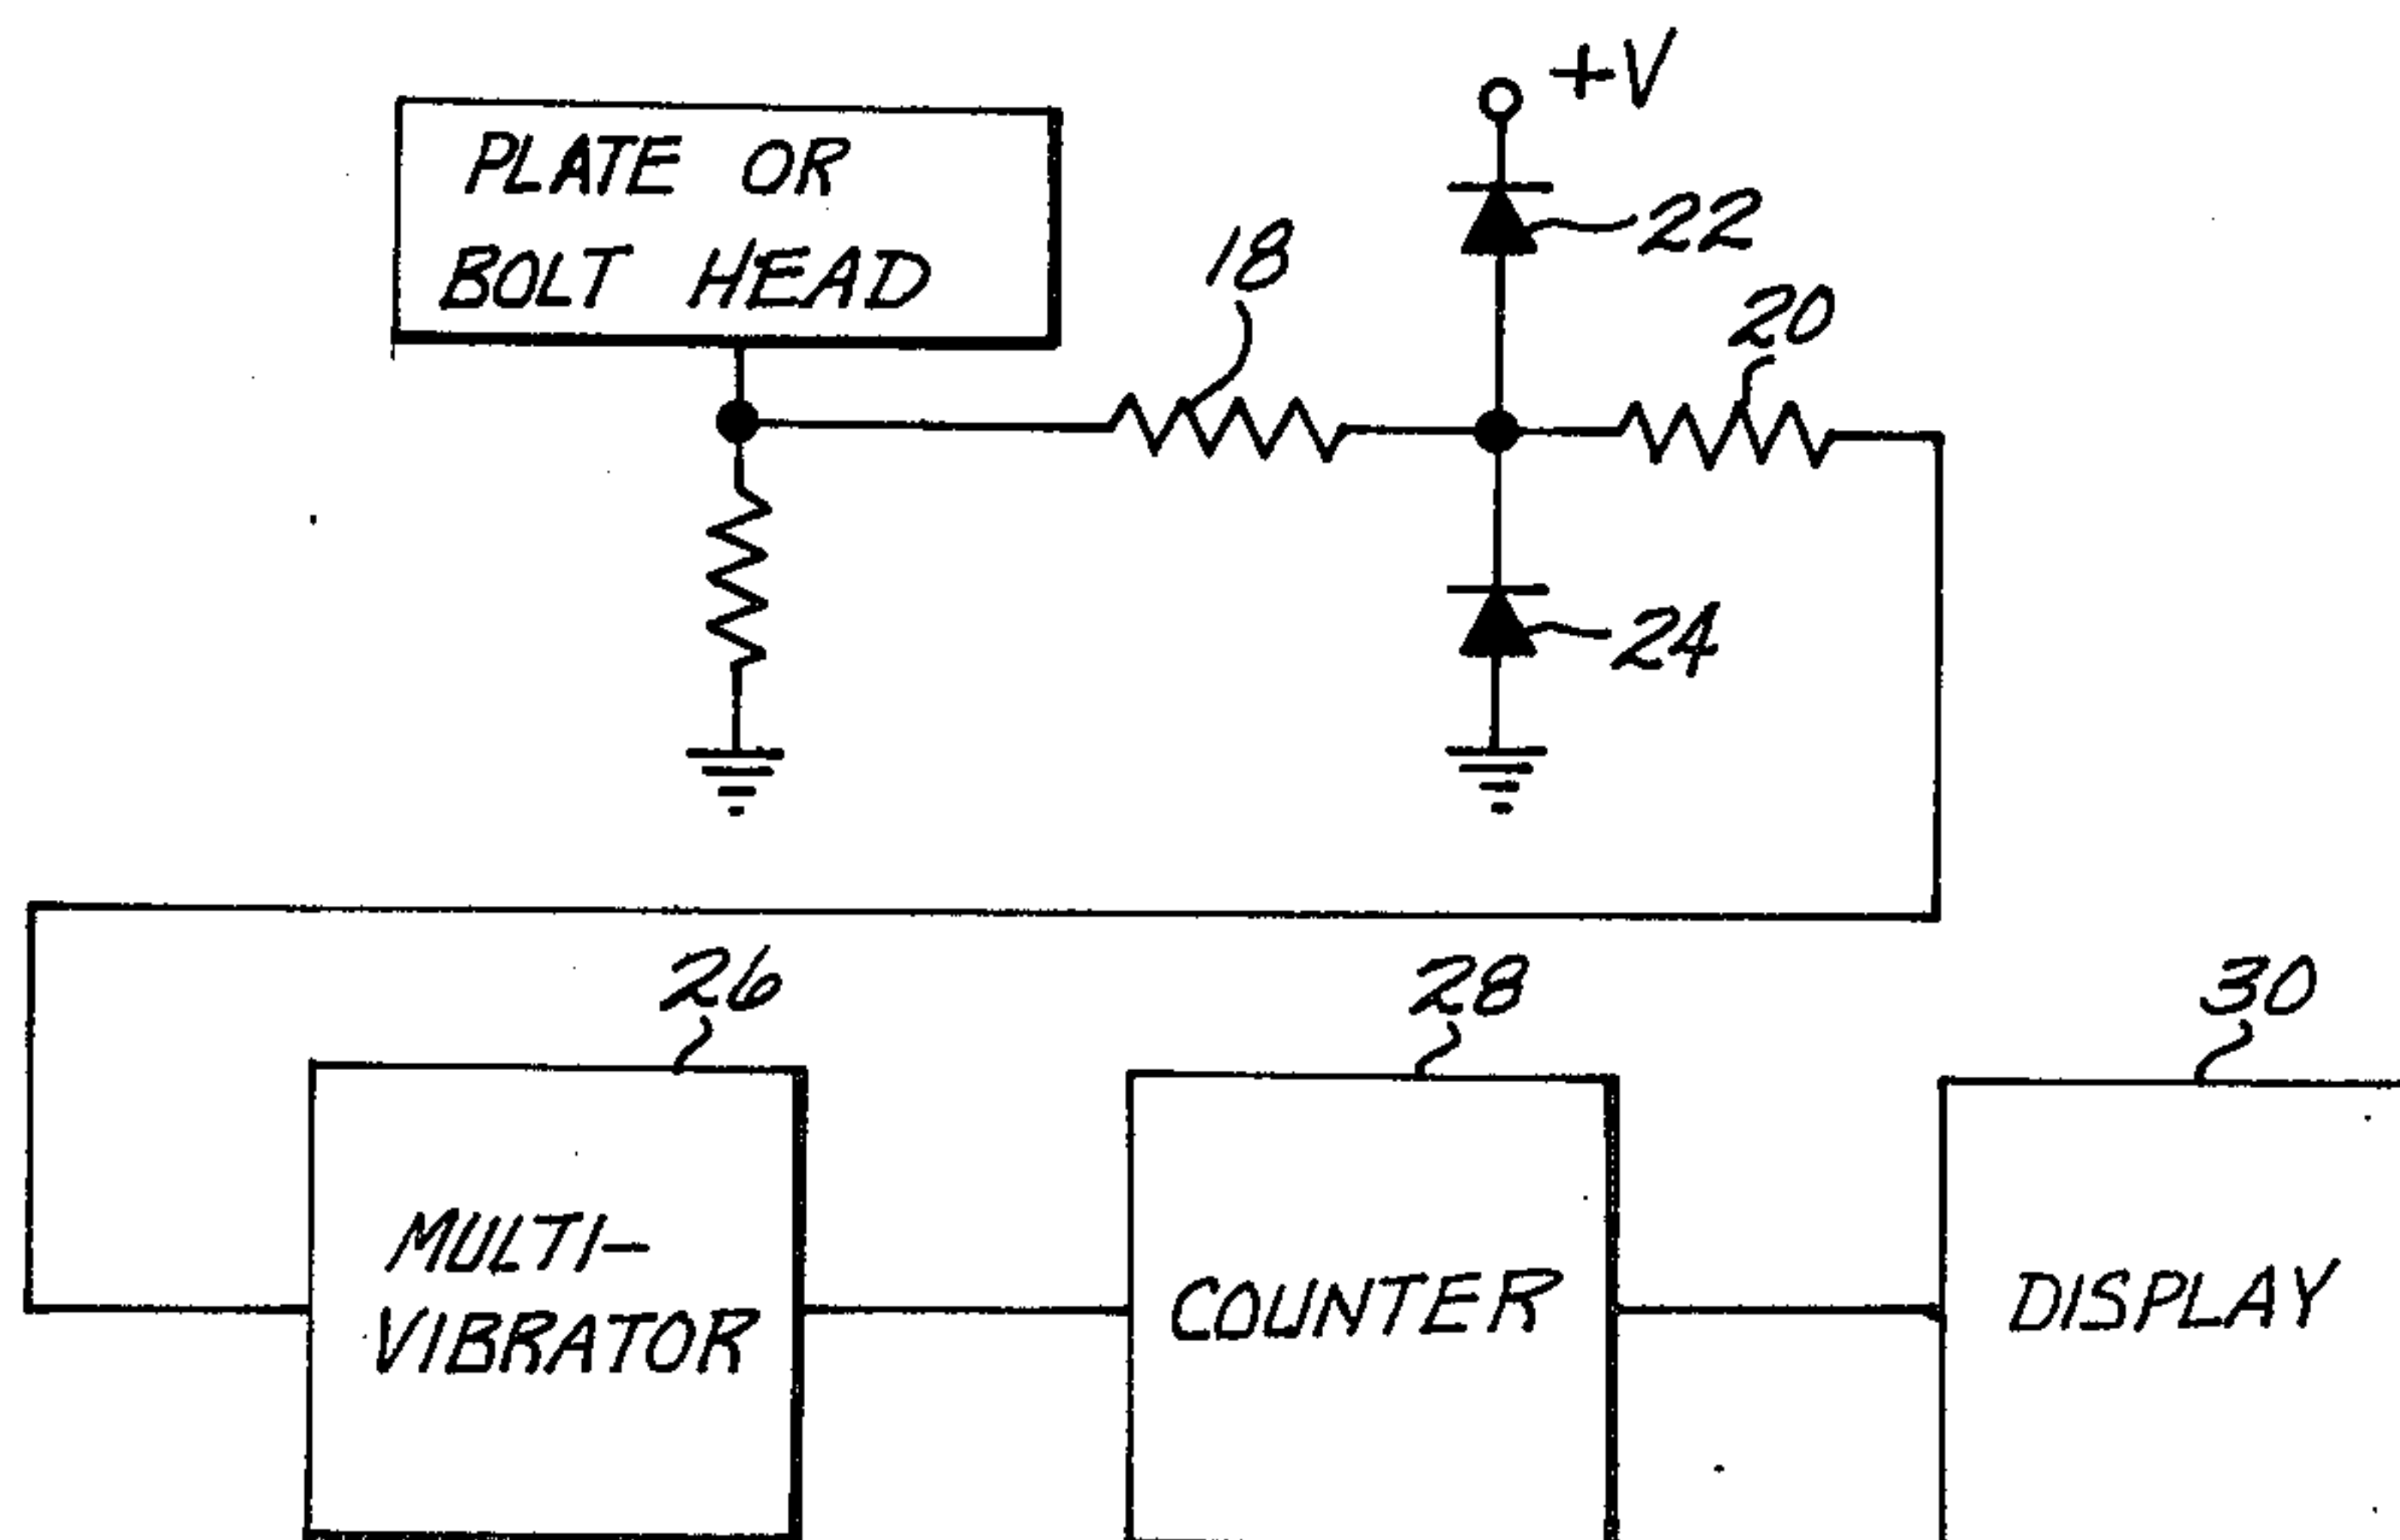 +V
PLATE OR
BOLT HEAD
22
18
20
24
26
28
30
MULTI-
VIBRATOR
COUNTER
DISPLAY